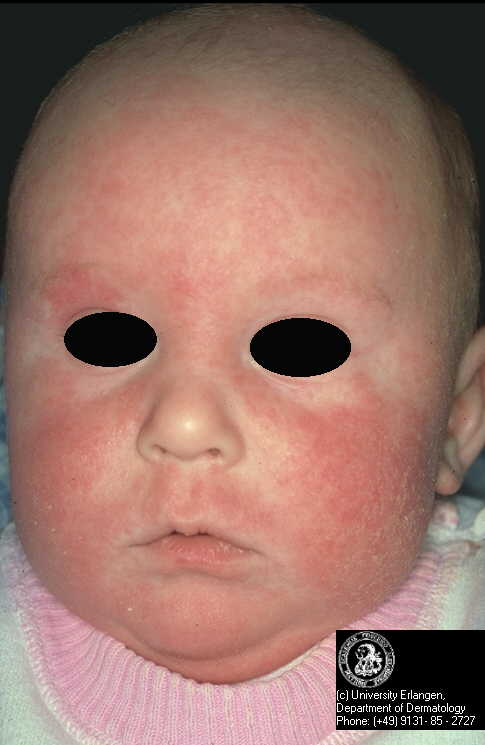 (c) University Erlangen,
Department of Dermatology
Phone: (+49) 9131- 85 - 2727